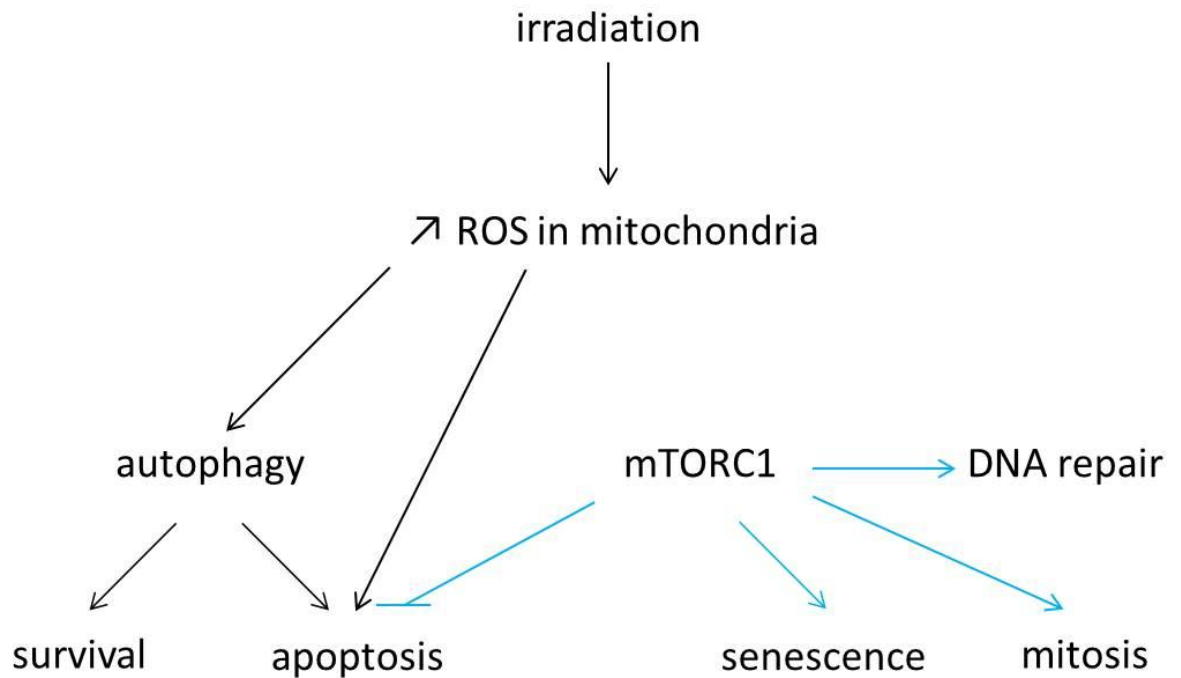 irradiation
↗ ROS in mitochondria
autophagy
mTORC1
DNA repair
survival
apoptosis
senescence
mitosis